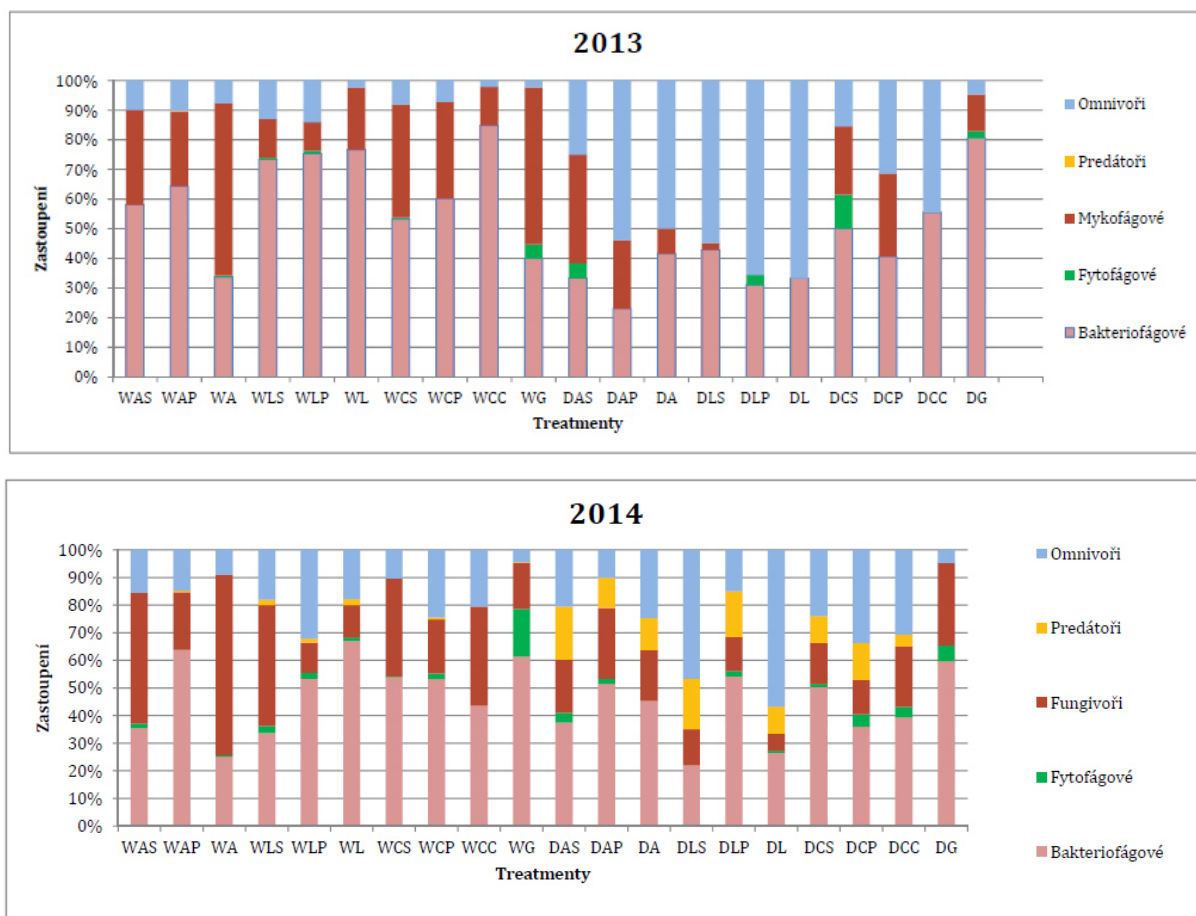 2013
100%
90%
80%
70%
60%
50%
40%
30%
20%
10%
0%
Zastoupení
WAS WAP WA WLS WLP WL WCS WCP WCC WG DAS DAP DA DLS DLP DL DCS DCP DCC DG
Treatmenty
Omnivoři
Predátoři
Mykofágové
Fytofágové
Bakteriofágové
2014
100%
90%
80%
70%
60%
50%
40%
30%
20%
10%
0%
Zastoupení
WAS WAP WA WLS WLP WL WCS WCP WCC WG DAS DAP DA DLS DLP DL DCS DCP DCC DG
Treatmenty
Omnivoři
Predátoři
Fungivoři
Fytofágové
Bakteriofágové